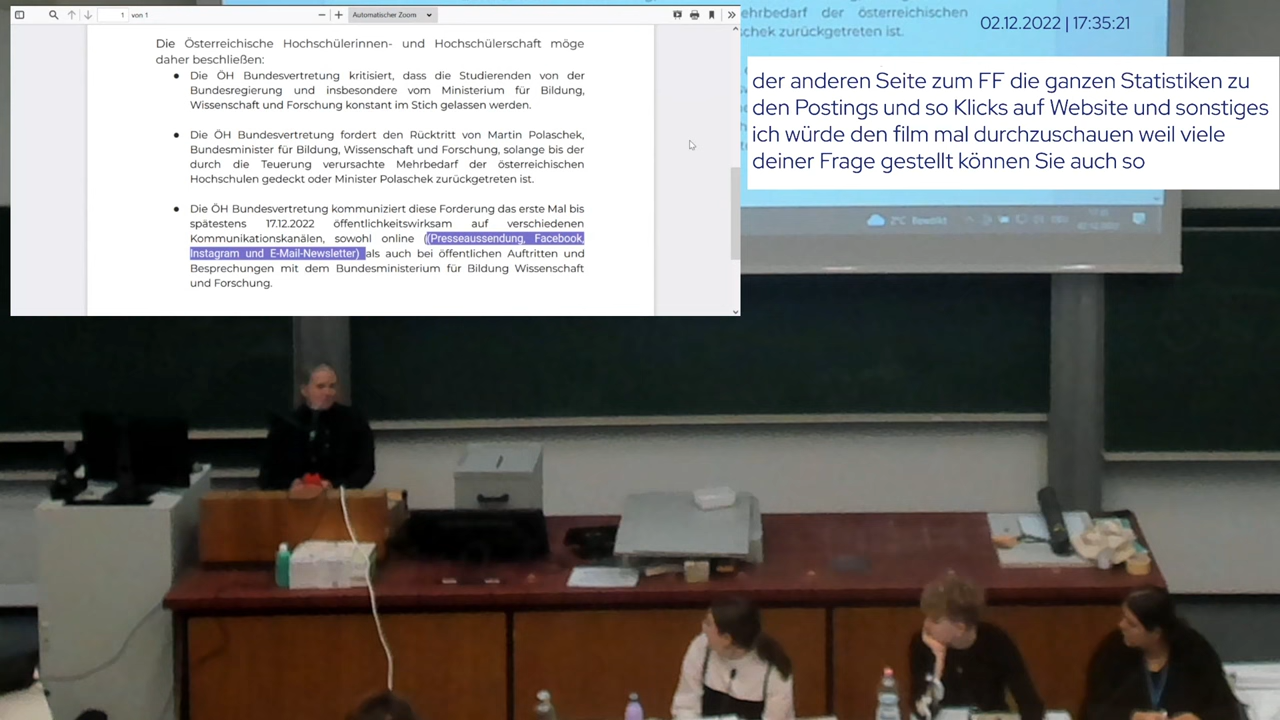 1 von 1
Automatischer Zoom
Die Österreichische Hochschülerinnen- und Hochschülerschaft möge
daher beschließen:
● Die ÖH Bundesvertretung kritisiert, dass die Studierenden von der
Bundesregierung und insbesondere vom Ministerium für Bildung,
Wissenschaft und Forschung konstant im Stich gelassen werden.
● Die ÖH Bundesvertretung fordert den Rücktritt von Martin Polaschek,
Bundesminister für Bildung, Wissenschaft und Forschung, solange bis der
durch die Teuerung verursachte Mehrbedarf der österreichischen
Hochschulen gedeckt oder Minister Polaschek zurückgetreten ist.
● Die ÖH Bundesvertretung kommuniziert diese Forderung das erste Mal bis
spätestens 17.12.2022 öffentlichkeitswirksam auf verschiedenen
Kommunikationskanälen, sowohl online ((Presseaussendung, Facebook,
Instagram und E-Mail-Newsletter) als auch bei öffentlichen Auftritten und
Besprechungen mit dem Bundesministerium für Bildung Wissenschaft
und Forschung.
ehrbedarf der österreichischen
hek zurückgetreten ist.
02.12.2022 | 17:35:21
der anderen Seite zum FF die ganzen Statistiken zu
den Postings und so Klicks auf Website und sonstiges
ich würde den film mal durchzuschauen weil viele
deiner Frage gestellt können Sie auch so
2°C Bewölkt